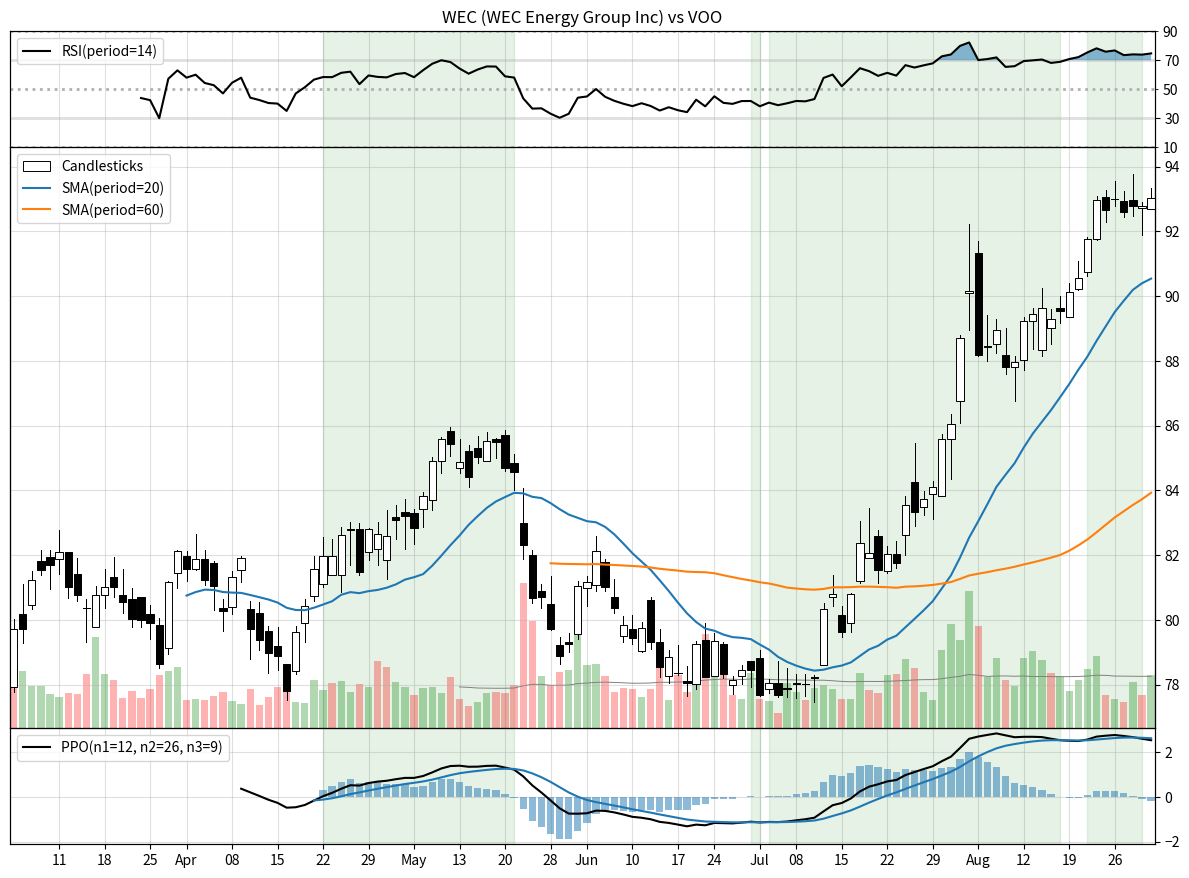 WEC (WEC Energy Group Inc) vs VOO
RSI(period=14)
90
70
50
30
10
Candlesticks
SMA(period=20)
SMA(period=60)
94
92
90
88
86
84
82
80
78
PPO(n1=12, n2=26, n3=9)
2
0
−2
11 18 25 Apr 08 15 22 29 May 13 20 28 Jun 10 17 24 Jul 08 15 22 29 Aug 12 19 26